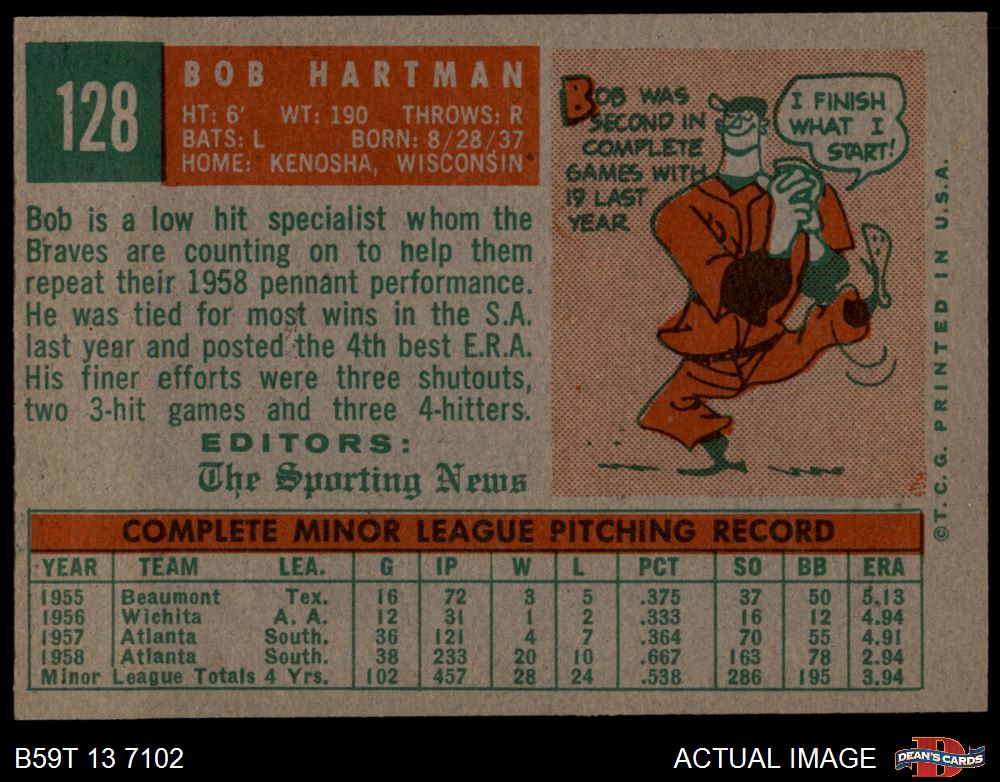 128
BOB HARTMAN
HT: 6' WT: 190 THROWS: R
BATS: L BORN: 8/28/37
HOME: KENOSHA, WISCONSIN
Bob is a low hit specialist whom the
Braves are counting on to help them
repeat their 1958 pennant performance.
He was tied for most wins in the S.A.
last year and posted the 4th best E.R.A.
His finer efforts were three shutouts,
two 3-hit games and three 4-hitters.
EDITORS:
The Sporting News
BOB WAS
SECOND IN
COMPLETE
GAMES WITH
19 LAST
YEAR
I FINISH
WHAT I
START!
© T. C. G. PRINTED IN U.S.A.
COMPLETE MINOR LEAGUE PITCHING RECORD
YEAR TEAM LEA. G IP W L PCT SO BB ERA
1955 Beaumont Tex. 16 72 3 5 .375 37 50 5.13
1956 Wichita A. A. 12 31 1 2 .333 16 12 4.94
1957 Atlanta South. 36 121 4 7 .364 70 55 4.91
1958 Atlanta South. 38 233 20 10 .667 163 78 2.94
Minor League Totals 4 Yrs. 102 457 28 24 .538 286 195 3.94
B59T 13 7102
ACTUAL IMAGE
D
DEAN'S CARDS